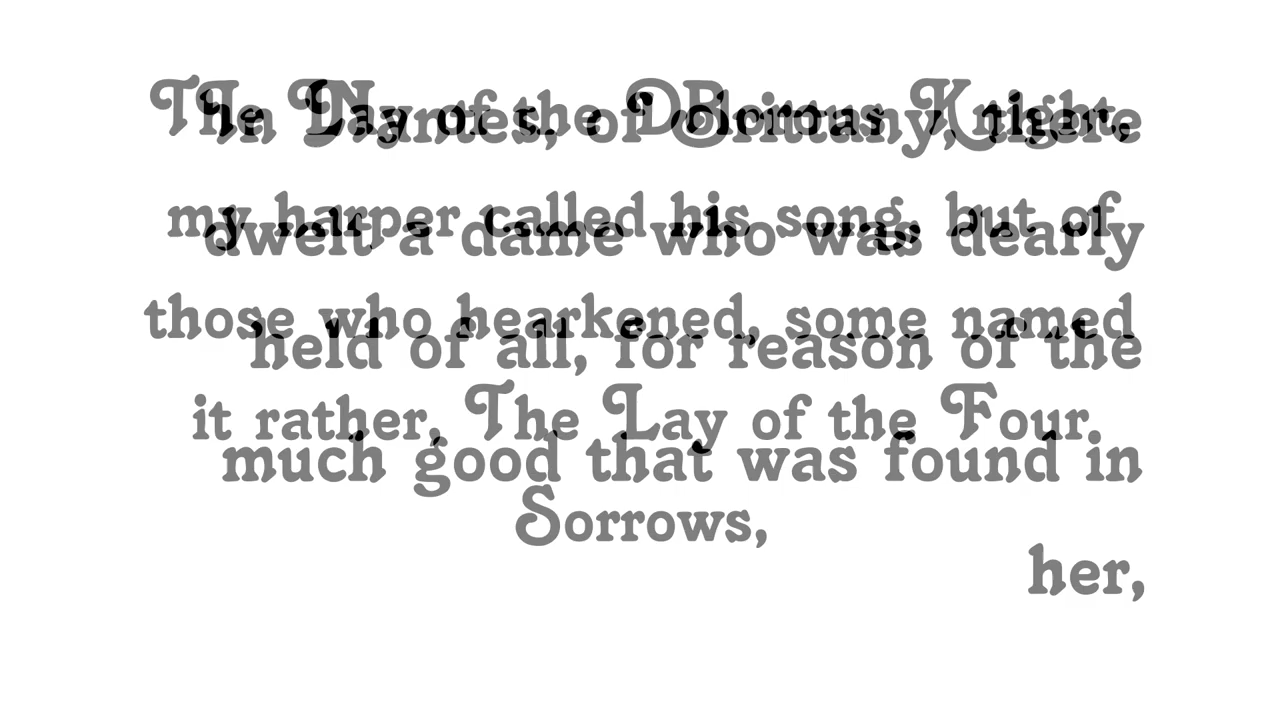 The Lay of the Dolorous Knight,
my harper called his song, but of
those who hearkened, some named
it rather, The Lay of the Four
Sorrows,
In Nantes, of Brittany, there
dwelt a dame who was dearly
held of all, for reason of the
much good that was found in
her,